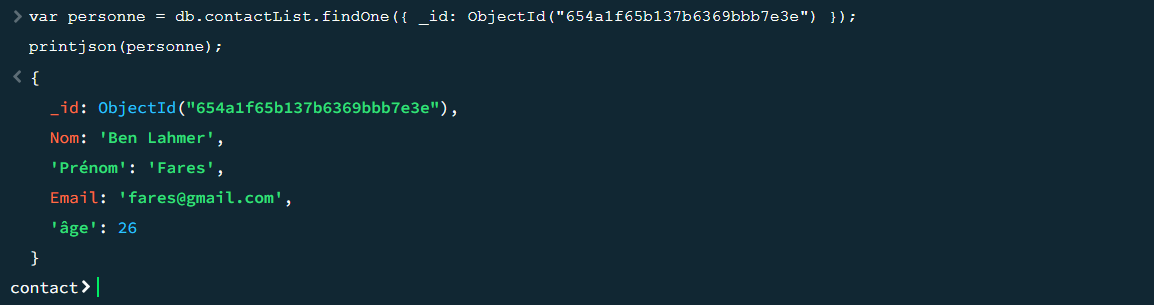 > var personne = db.contactList.findOne({ _id: ObjectId("654a1f65b137b6369bbb7e3e") });
printjson(personne);
< {
_id: ObjectId("654a1f65b137b6369bbb7e3e"),
Nom: 'Ben Lahmer',
'Prénom': 'Fares',
Email: 'fares@gmail.com',
'âge': 26
}
contact>